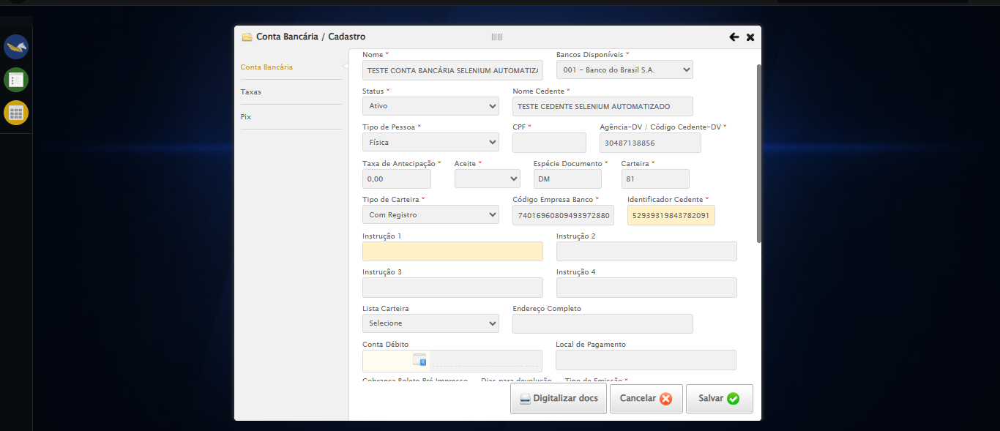 Conta Bancária / Cadastro
Conta Bancária
Taxas
Pix
Nome *
Bancos Disponíveis *
TESTE CONTA BANCÁRIA SELENIUM AUTOMATIZA
001 - Banco do Brasil S.A.
Status *
Nome Cedente *
Ativo
TESTE CEDENTE SELENIUM AUTOMATIZADO
Tipo de Pessoa *
CPF *
Agência-DV / Código Cedente-DV *
Física
30487138856
Taxa de Antecipação *
Aceite *
Espécie Documento *
Carteira *
0,00
DM
81
Tipo de Carteira *
Código Empresa Banco *
Identificador Cedente *
Com Registro
74016960809493972880
52939319843782091
Instrução 1
Instrução 2
Instrução 3
Instrução 4
Lista Carteira
Endereço Completo
Selecione
Conta Débito
Local de Pagamento
Cobrança Boleto Pré Impresso
Dias para devolução
Tipo de Emissão *
Digitalizar docs
Cancelar
Salvar